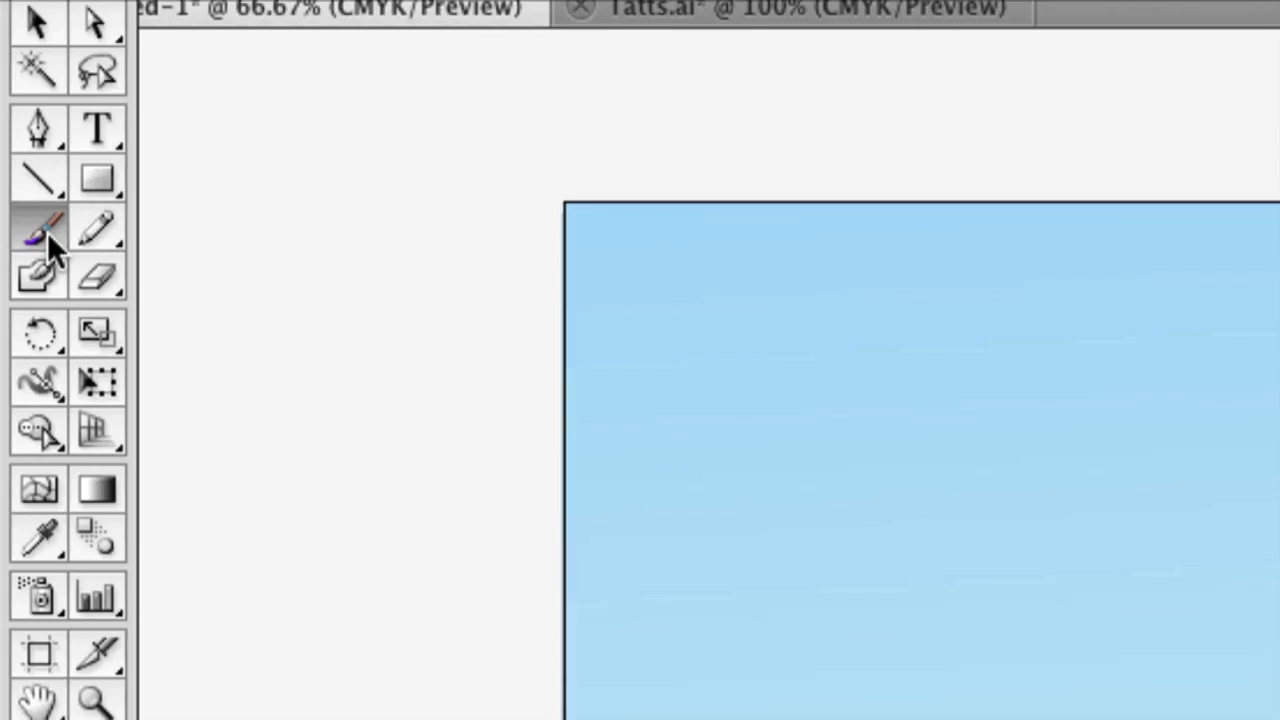 ed-1* @ 66.67% (CMYK/Preview)
Tatts.ai* @ 100% (CMYK/Preview)
T